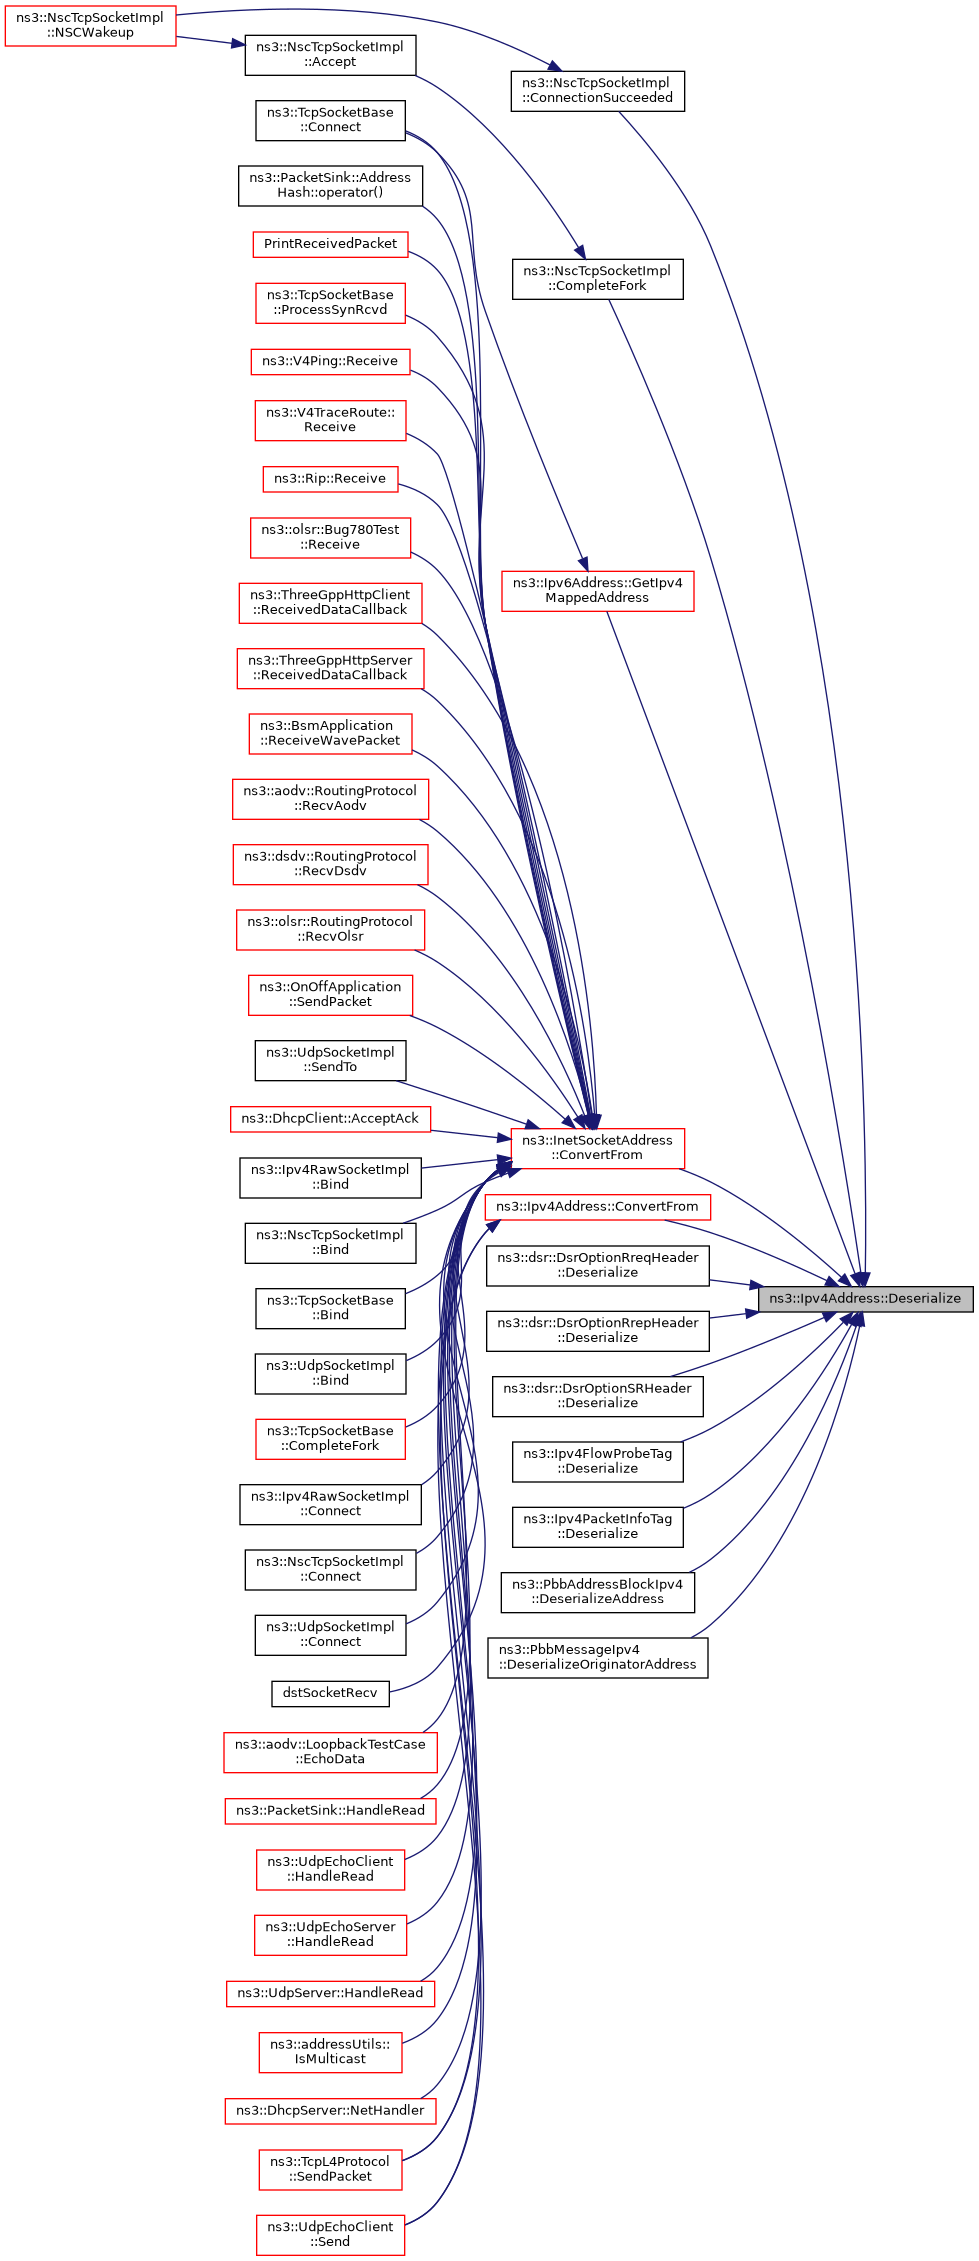 ns3::NscTcpSocketImpl
::NSCWakeup
ns3::NscTcpSocketImpl
::Accept
ns3::TcpSocketBase
::Connect
ns3::PacketSink::Address
Hash::operator()
PrintReceivedPacket
ns3::TcpSocketBase
::ProcessSynRcvd
ns3::V4Ping::Receive
ns3::V4TraceRoute::
Receive
ns3::Rip::Receive
ns3::olsr::Bug780Test
::Receive
ns3::ThreeGppHttpClient
::ReceivedDataCallback
ns3::ThreeGppHttpServer
::ReceivedDataCallback
ns3::BsmApplication
::ReceiveWavePacket
ns3::aodv::RoutingProtocol
::RecvAodv
ns3::dsdv::RoutingProtocol
::RecvDsdv
ns3::olsr::RoutingProtocol
::RecvOlsr
ns3::OnOffApplication
::SendPacket
ns3::UdpSocketImpl
::SendTo
ns3::DhcpClient::AcceptAck
ns3::Ipv4RawSocketImpl
::Bind
ns3::NscTcpSocketImpl
::Bind
ns3::TcpSocketBase
::Bind
ns3::UdpSocketImpl
::Bind
ns3::TcpSocketBase
::CompleteFork
ns3::Ipv4RawSocketImpl
::Connect
ns3::NscTcpSocketImpl
::Connect
ns3::UdpSocketImpl
::Connect
dstSocketRecv
ns3::aodv::LoopbackTestCase
::EchoData
ns3::PacketSink::HandleRead
ns3::UdpEchoClient
::HandleRead
ns3::UdpEchoServer
::HandleRead
ns3::UdpServer::HandleRead
ns3::addressUtils::
IsMulticast
ns3::DhcpServer::NetHandler
ns3::TcpL4Protocol
::SendPacket
ns3::UdpEchoClient
::Send
ns3::NscTcpSocketImpl
::ConnectionSucceeded
ns3::NscTcpSocketImpl
::CompleteFork
ns3::Ipv6Address::GetIpv4
MappedAddress
ns3::InetSocketAddress
::ConvertFrom
ns3::Ipv4Address::ConvertFrom
ns3::dsr::DsrOptionRreqHeader
::Deserialize
ns3::dsr::DsrOptionRrepHeader
::Deserialize
ns3::dsr::DsrOptionSRHeader
::Deserialize
ns3::Ipv4FlowProbeTag
::Deserialize
ns3::Ipv4PacketInfoTag
::Deserialize
ns3::PbbAddressBlockIpv4
::DeserializeAddress
ns3::PbbMessageIpv4
::DeserializeOriginatorAddress
ns3::Ipv4Address::Deserialize